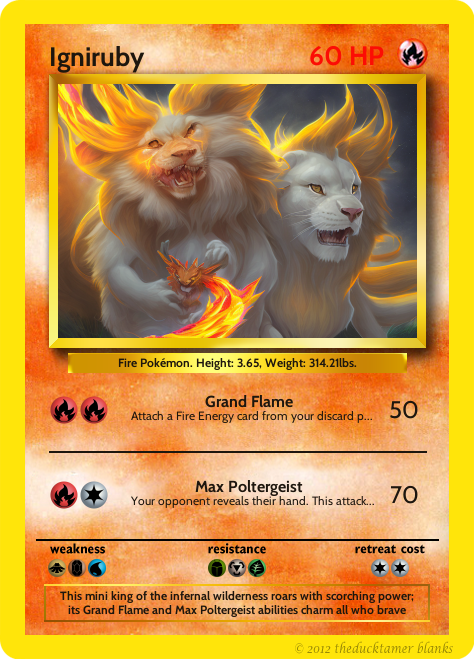 Igniruby
60 HP
Fire Pokémon. Height: 3.65, Weight: 314.21lbs.
Grand Flame
50
Attach a Fire Energy card from your discard p...
Max Poltergeist
70
Your opponent reveals their hand. This attack...
weakness
resistance
retreat cost
This mini king of the infernal wilderness roars with scorching power;
its Grand Flame and Max Poltergeist abilities charm all who brave
© 2012 theducktamer blanks